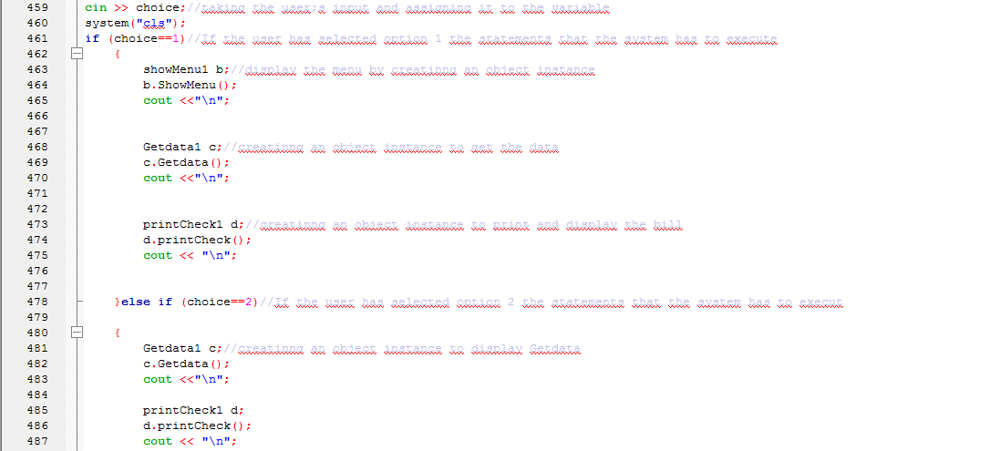 459 cin >> choice;//taking the user;s input and assigning it to the variable
460 system("cls");
461 if (choice==1)//If the user has selected option 1 the statements that the system has to execute
462 {
463 showMenu1 b;//display the menu by creatinng an object instance
464 b.ShowMenu();
465 cout <<"\n";
466
467
468 Getdata1 c;//creatinng an object instance to get the data
469 c.Getdata();
470 cout <<"\n";
471
472
473 printCheck1 d;//creatinng an object instance to print and display the bill
474 d.printCheck();
475 cout << "\n";
476
477
478 }else if (choice==2)//If the user has selected option 2 the statements that the system has to execut
479
480 {
481 Getdata1 c;//creatinng an object instance to display Getdata
482 c.Getdata();
483 cout <<"\n";
484
485 printCheck1 d;
486 d.printCheck();
487 cout << "\n";